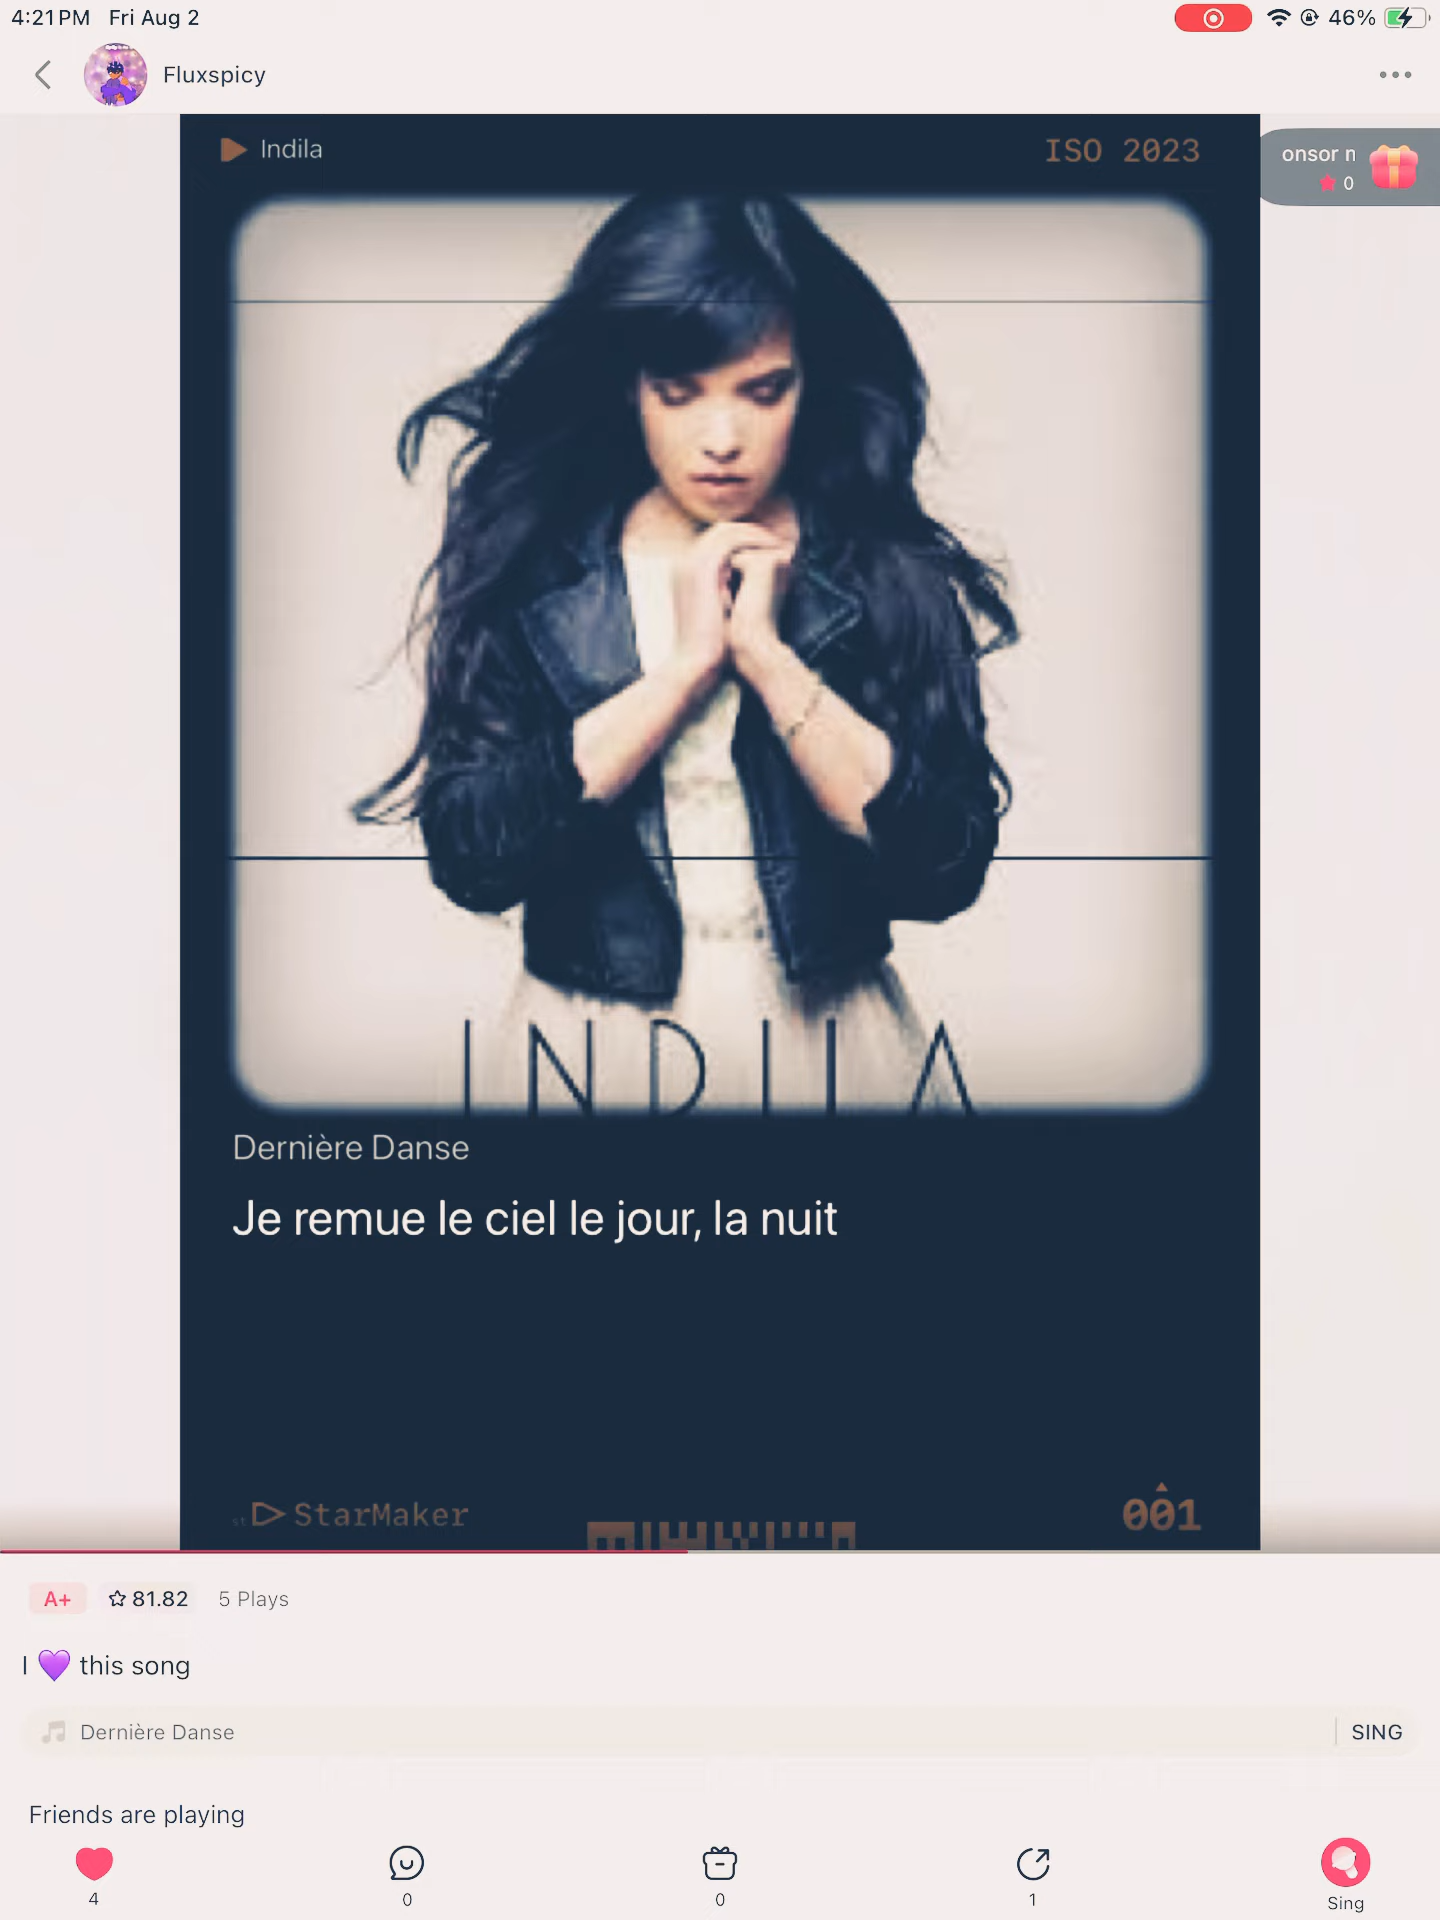 4:21 PM Fri Aug 2
46%
Fluxspicy
Indila
ISO 2023
onsor n
0
INDILA
Dernière Danse
Je remue le ciel le jour, la nuit
StarMaker
001
A+
81.82
5 Plays
I 💜 this song
Dernière Danse
SING
Friends are playing
4
0
0
1
Sing